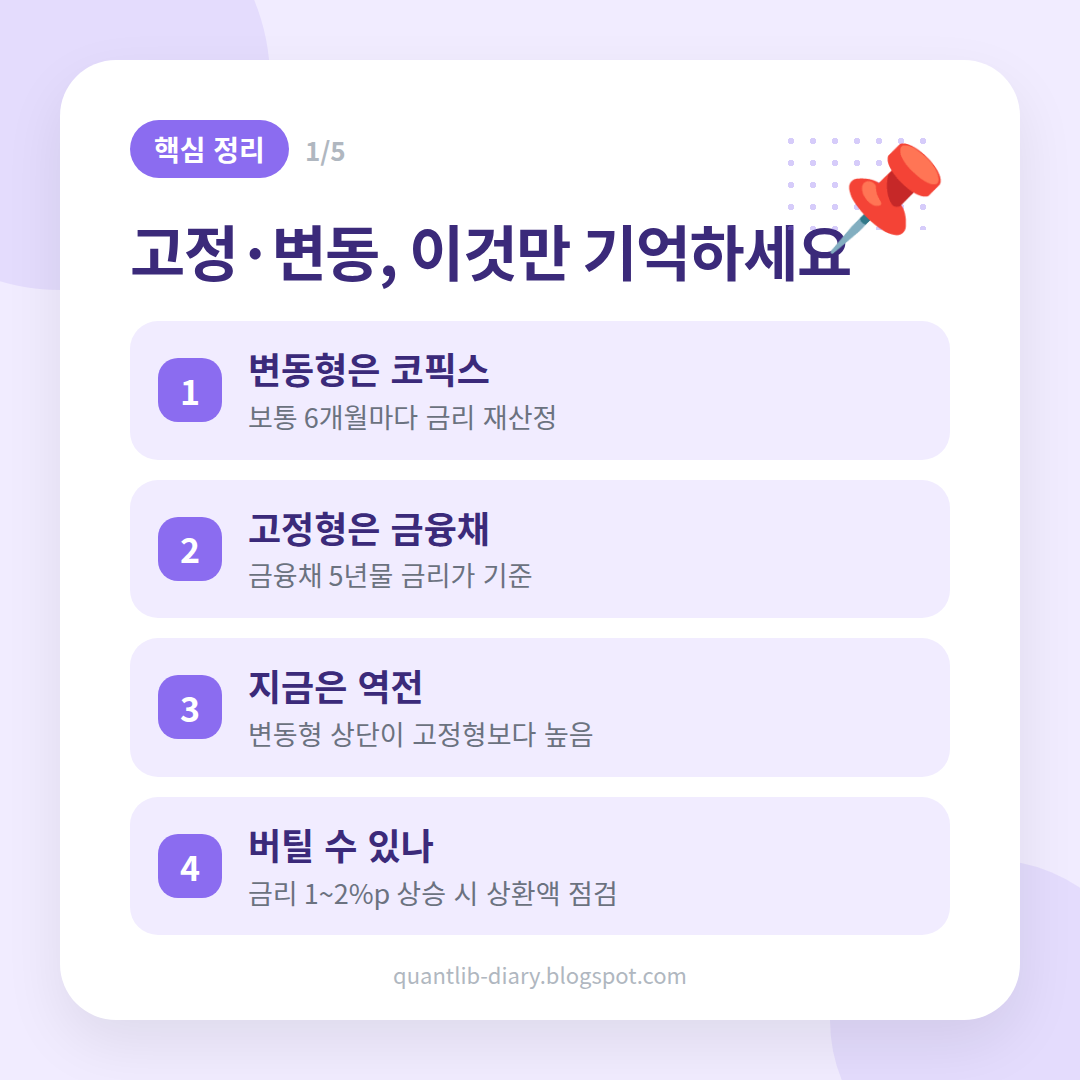 핵심 정리 1/5
고정·변동, 이것만 기억하세요
1 변동형은 코픽스
보통 6개월마다 금리 재산정
2 고정형은 금융채
금융채 5년물 금리가 기준
3 지금은 역전
변동형 상단이 고정형보다 높음
4 버틸 수 있나
금리 1~2%p 상승 시 상환액 점검
quantlib-diary.blogspot.com